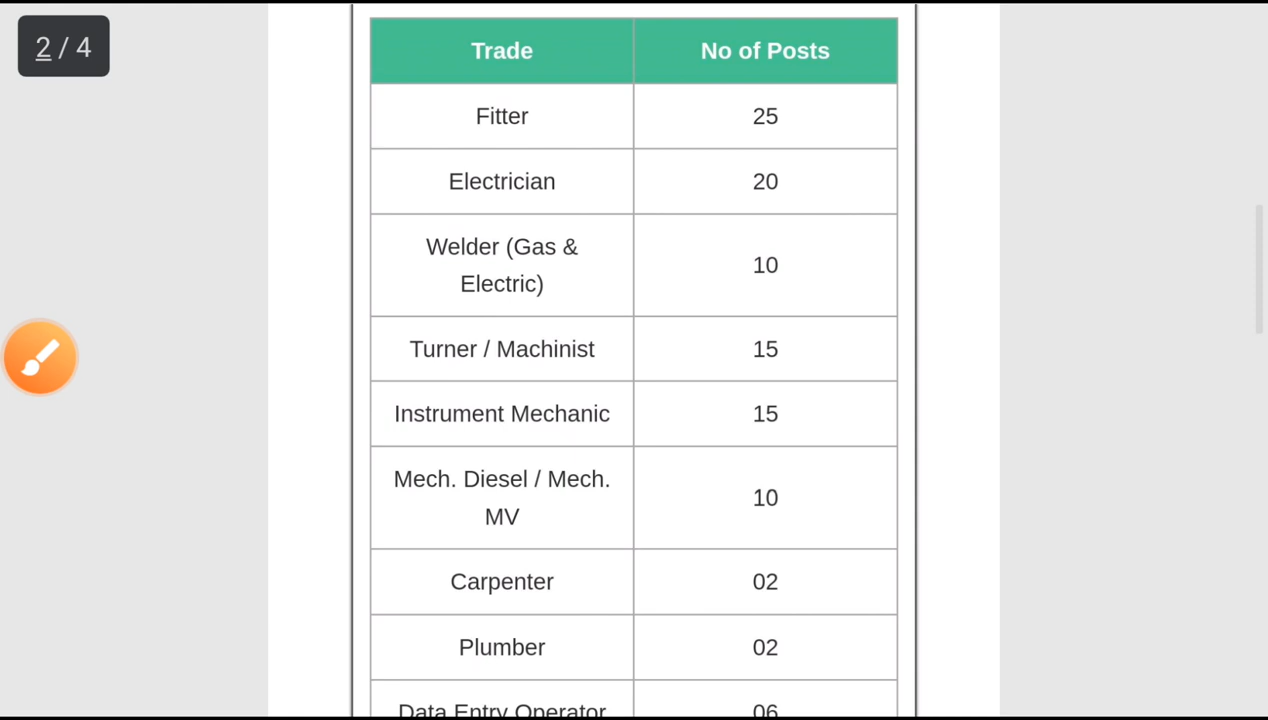 2 / 4
Trade No of Posts
Fitter 25
Electrician 20
Welder (Gas &
Electric) 10
Turner / Machinist 15
Instrument Mechanic 15
Mech. Diesel / Mech.
MV 10
Carpenter 02
Plumber 02
Data Entry Operator 06